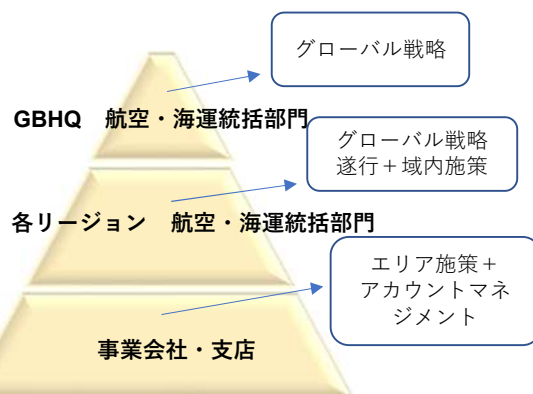 グローバル戦略
GBHQ　航空・海運統括部門
グローバル戦略
遂行＋域内施策
各リージョン　航空・海運統括部門
エリア施策＋
アカウントマネ
ジメント
事業会社・支店